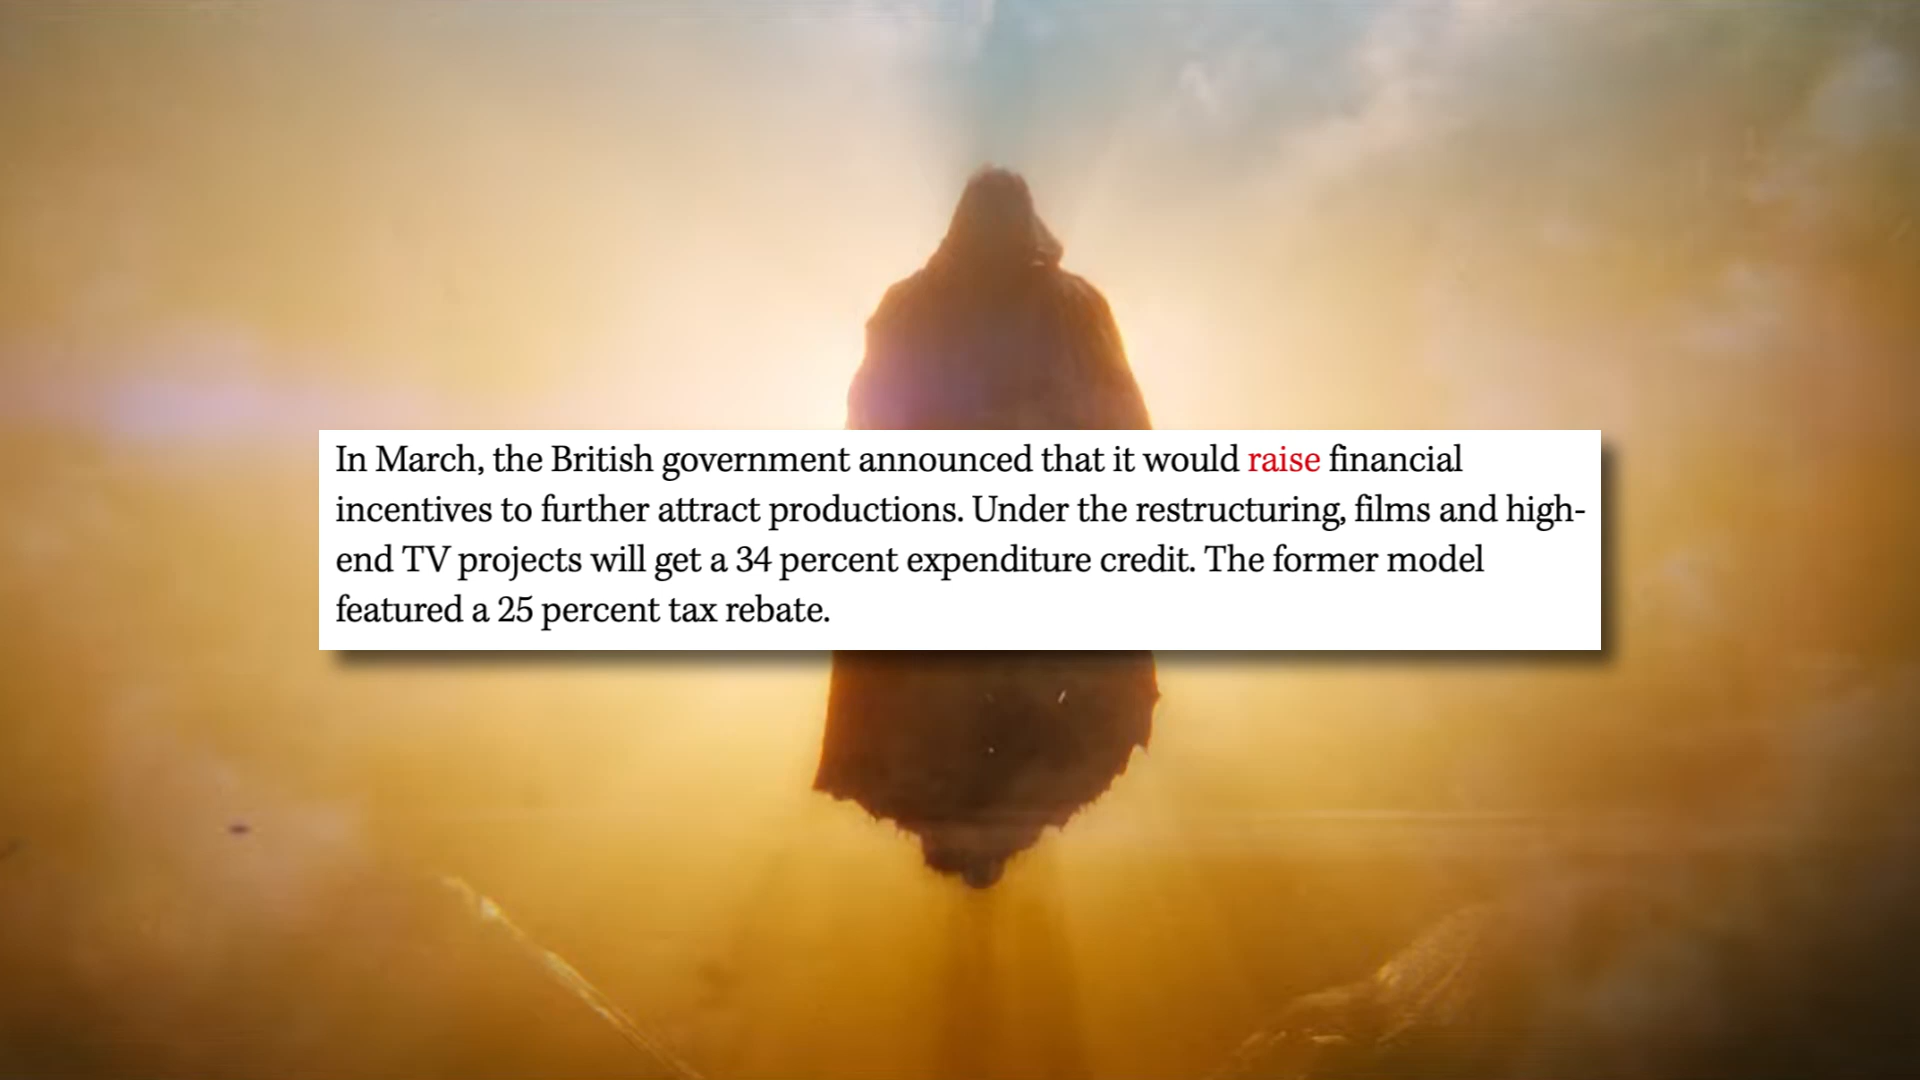 In March, the British government announced that it would raise financial
incentives to further attract productions. Under the restructuring, films and high-
end TV projects will get a 34 percent expenditure credit. The former model
featured a 25 percent tax rebate.